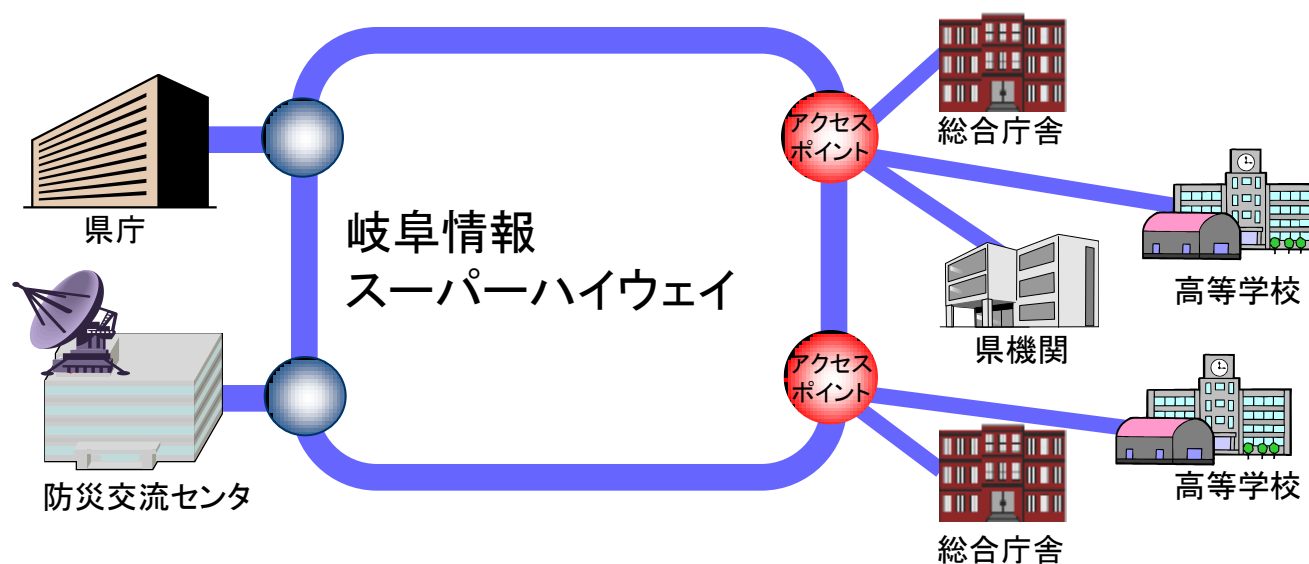 県庁
防災交流センタ
岐阜情報
スーパーハイウェイ
アクセス
ポイント
アクセス
ポイント
総合庁舎
高等学校
県機関
高等学校
総合庁舎